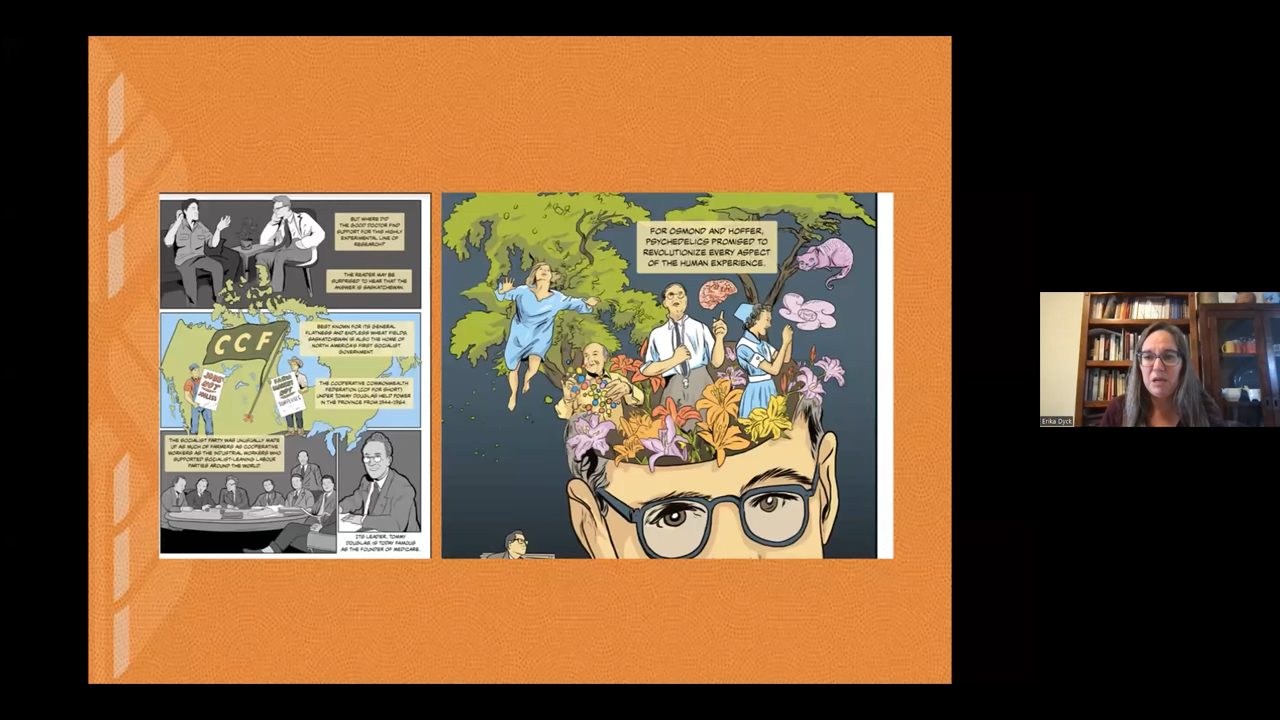 BUT WHERE DID
THE GOOD DOCTOR FIND
SUPPORT FOR THIS HIGHLY
EXPERIMENTAL LINE OF
RESEARCH?
THE READER MAY BE
SURPRISED TO HEAR THAT THE
ANSWER IS SASKATCHEWAN.
CCF
BEST KNOWN FOR ITS GENERAL
FLATNESS AND ENDLESS WHEAT FIELDS,
SASKATCHEWAN IS ALSO THE HOME OF
NORTH AMERICA'S FIRST SOCIALIST
GOVERNMENT.
JOBS
NOT
JAILS
THE COOPERATIVE COMMONWEALTH
FEDERATION (CCF FOR SHORT)
UNDER TOMMY DOUGLAS HELD POWER
IN THE PROVINCE FROM 1944-1964.
THE SOCIALIST PARTY WAS UNUSUALLY MADE
UP AS MUCH OF FARMERS AS COOPERATIVE
WORKERS AS THE INDUSTRIAL WORKERS WHO
SUPPORTED SOCIALIST-LEANING LABOUR
PARTIES AROUND THE WORLD.
ITS LEADER, TOMMY
DOUGLAS, IS TODAY FAMOUS
AS THE FOUNDER OF MEDICARE.
FOR OSMOND AND HOFFER,
PSYCHEDELICS PROMISED TO
REVOLUTIONIZE EVERY ASPECT
OF THE HUMAN EXPERIENCE.
Erika Dyck